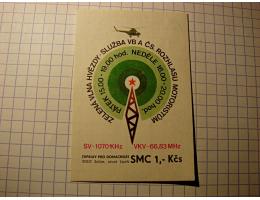 ZELENÁ VLNA HVĚZDY-SLUŽBA VB A ČS. ROZHLASU MOTORISTŮM
PÁTEK 15.00-19.00 hod. NEDĚLE 16.00-20.00 hod.
SV-1070 KHz VKV-66,83 MHz
ZÁPALKY PRO DOMÁCNOST
SMC 1,- Kčs